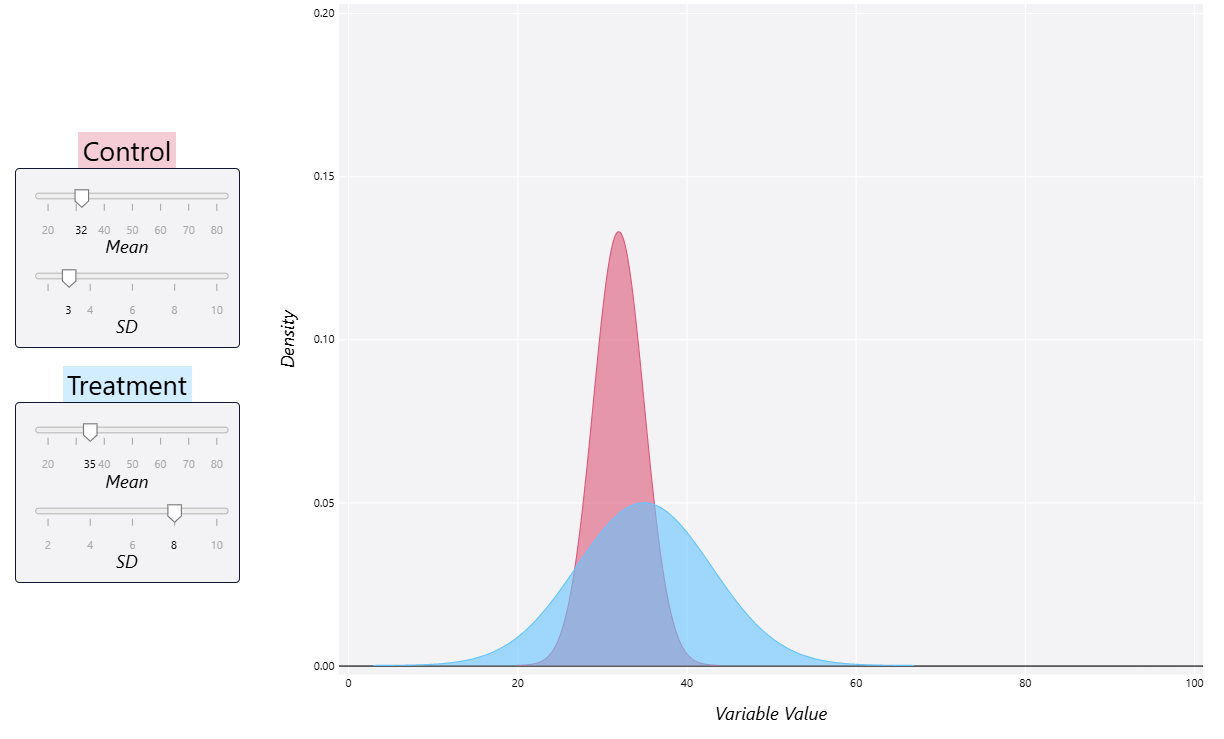 Control
20 32 40 50 60 70 80
Mean
3 4 6 8 10
SD
Treatment
20 35 40 50 60 70 80
Mean
2 4 6 8 10
SD
0.20
0.15
0.10
0.05
0.00
Density
0 20 40 60 80 100
Variable Value